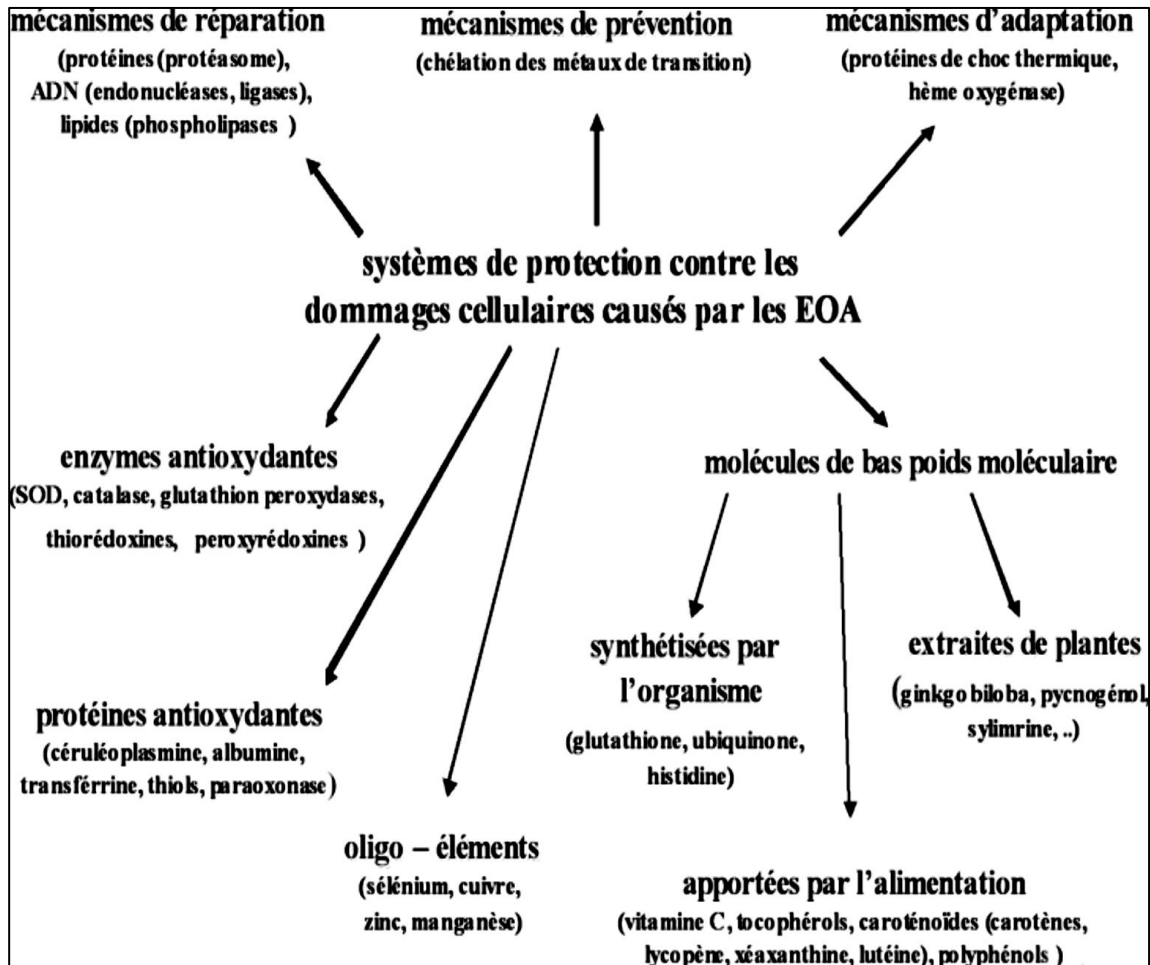 mécanismes de réparation
(protéines (protéasome),
ADN (endonucléases, ligases),
lipides (phospholipases )
mécanismes de prévention
(chélation des métaux de transition)
mécanismes d’adaptation
(protéines de choc thermique,
hème oxygénase)
systèmes de protection contre les
dommages cellulaires causés par les EOA
enzymes antioxydantes
(SOD, catalase, glutathion peroxydases,
thiorédoxines, peroxyrédoxines )
molécules de bas poids moléculaire
protéines antioxydantes
(céruléoplasmine, albumine,
transférrine, thiols, paraoxonase)
synthétisées par
l’organisme
(glutathione, ubiquinone,
histidine)
extraites de plantes
(ginkgo biloba, pycnogénol,
sylimrine, ..)
oligo – éléments
(sélénium, cuivre,
zinc, manganèse)
apportées par l’alimentation
(vitamine C, tocophérols, caroténoïdes (carotènes,
lycopène, xéaxanthine, lutéine), polyphénols )